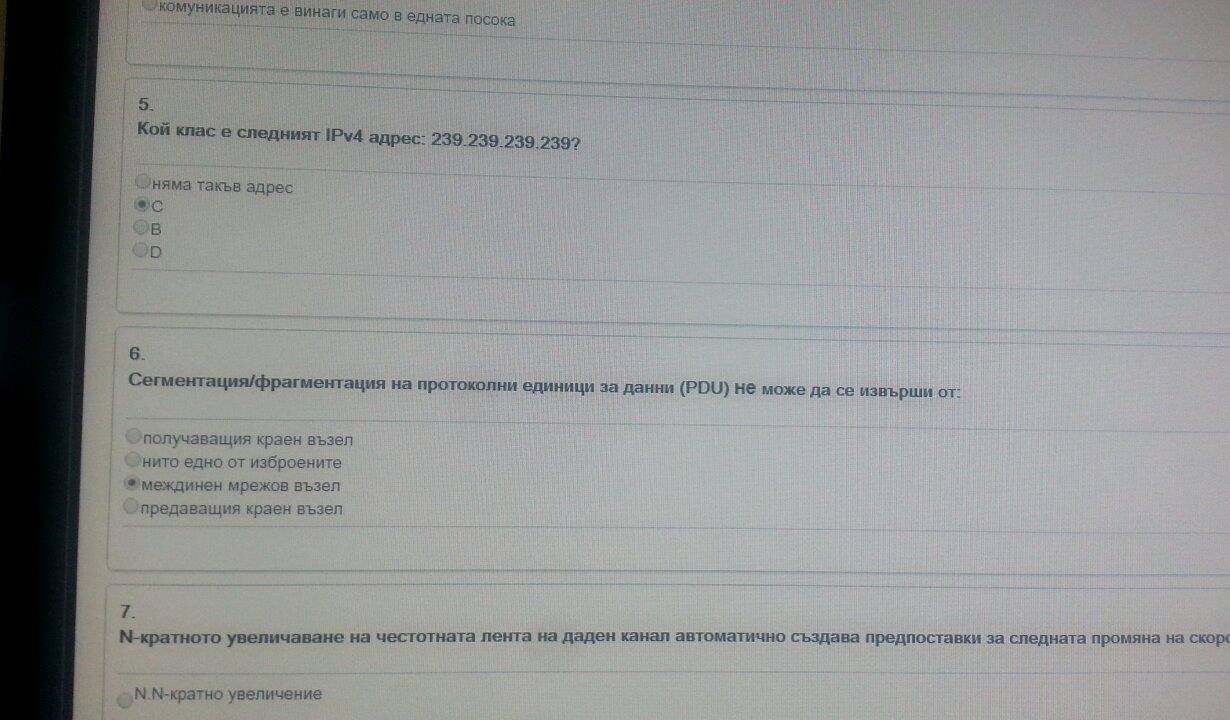 комуникацията е винаги само в едната посока
5.
Кой клас е следният IPv4 адрес: 239.239.239.239?
няма такъв адрес
C
B
D
6.
Сегментация/фрагментация на протоколни единици за данни (PDU) не може да се извърши от:
получаващия краен възел
нито едно от изброените
междинен мрежов възел
предаващия краен възел
7.
N-кратното увеличаване на честотната лента на даден канал автоматично създава предпоставки за следната промяна на скоро
N.N-кратно увеличение